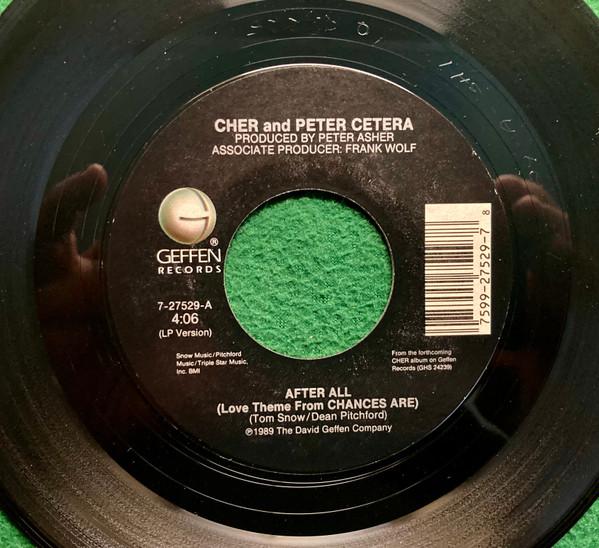 CHER and PETER CETERA
PRODUCED BY PETER ASHER
ASSOCIATE PRODUCER: FRANK WOLF
G
®
GEFFEN
RECORDS
7-27529-A
4:06
(LP Version)
Snow Music/Pitchford
Music/Triple Star Music,
Inc. BMI
8
7599-27529-7
From the forthcoming
CHER album on Geffen
Records (GHS 24239)
AFTER ALL
(Love Theme From CHANCES ARE)
(Tom Snow/Dean Pitchford)
℗1989 The David Geffen Company